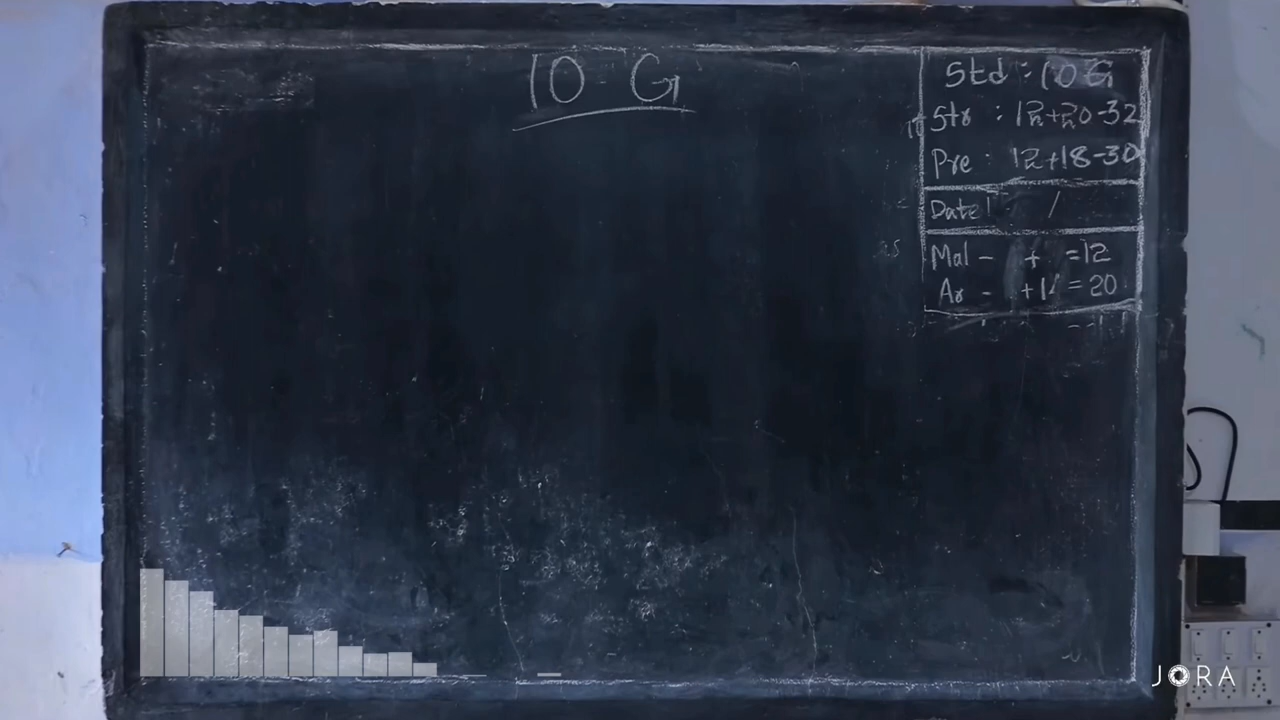 10 G
Std : 10 G
Str : 12+20-32
Pre : 12+18-30
Date : /
Mal - + =12
Ar - +1 = 20
JORA